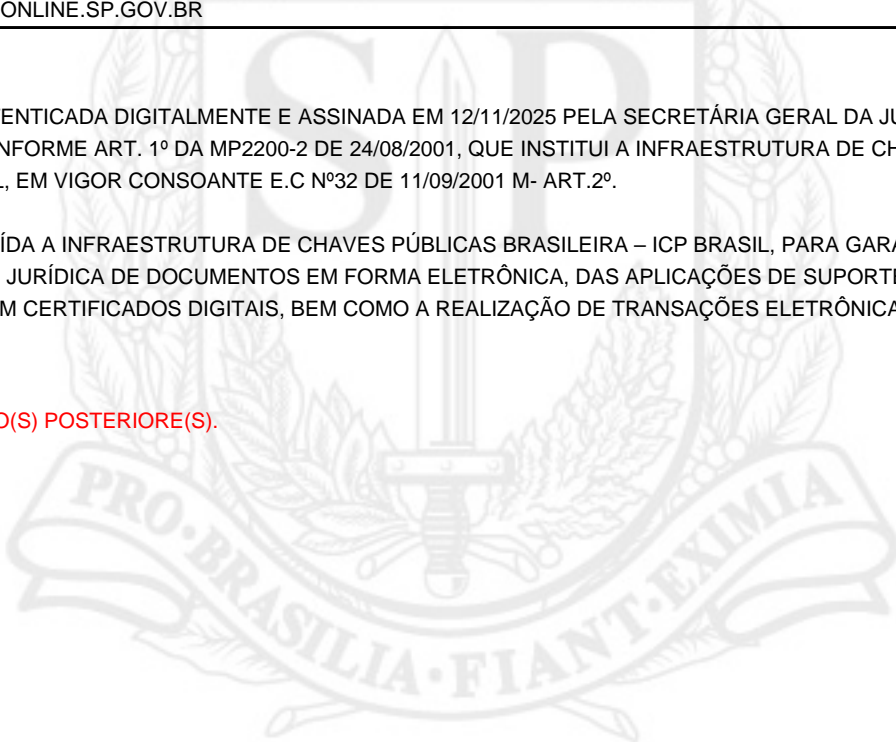 ONLINE.SP.GOV.BR
ENTICADA DIGITALMENTE E ASSINADA EM 12/11/2025 PELA SECRETÁRIA GERAL DA JU
NFORME ART. 1º DA MP2200-2 DE 24/08/2001, QUE INSTITUI A INFRAESTRUTURA DE CH
L, EM VIGOR CONSOANTE E.C Nº32 DE 11/09/2001 M- ART.2º.
ÍDA A INFRAESTRUTURA DE CHAVES PÚBLICAS BRASILEIRA – ICP BRASIL, PARA GARA
JURÍDICA DE DOCUMENTOS EM FORMA ELETRÔNICA, DAS APLICAÇÕES DE SUPORTE
M CERTIFICADOS DIGITAIS, BEM COMO A REALIZAÇÃO DE TRANSAÇÕES ELETRÔNICA
O(S) POSTERIORE(S).
SP
PRO·BRASILIA·FIANT·EXIMIA